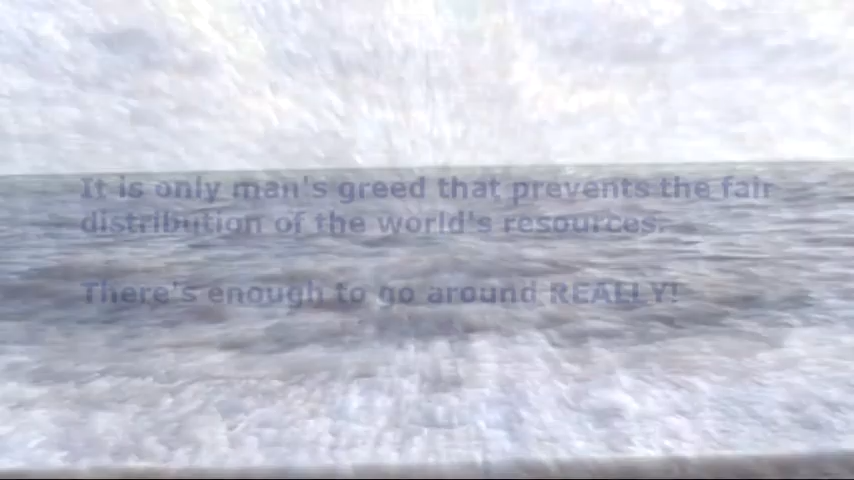 It is only man's greed that prevents the fair
distribution of the world's resources.
There's enough to go around REALLY!